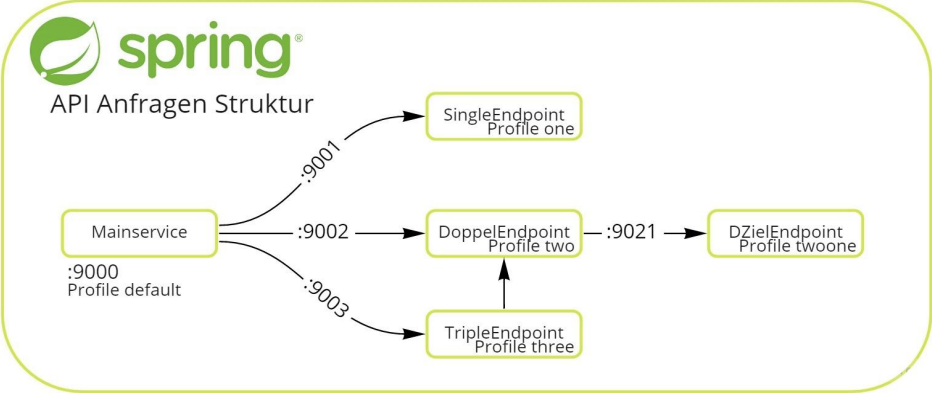 spring®
API Anfragen Struktur
SingleEndpoint
Profile one
:9001
Mainservice
:9000
Profile default
:9002
DoppelEndpoint
Profile two
:9021
DZielEndpoint
Profile twoone
:9003
TripleEndpoint
Profile three